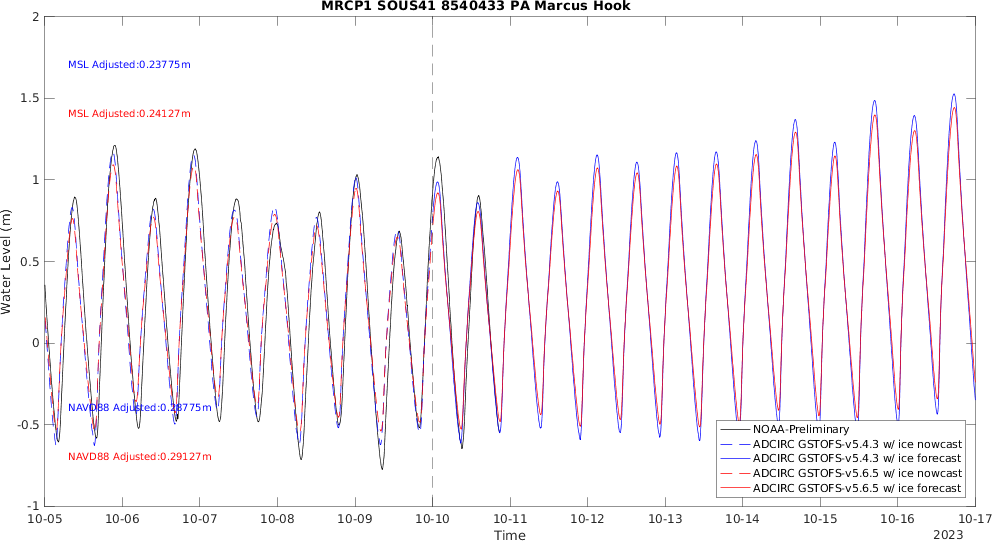 MRCP1 SOUS41 8540433 PA Marcus Hook
2
1.5
1
0.5
0
-0.5
-1
Water Level (m)
MSL Adjusted:0.23775m
MSL Adjusted:0.24127m
NAVD88 Adjusted:0.28775m
NAVD88 Adjusted:0.29127m
NOAA-Preliminary
ADCIRC GSTOFS-v5.4.3 w/ ice nowcast
ADCIRC GSTOFS-v5.4.3 w/ ice forecast
ADCIRC GSTOFS-v5.6.5 w/ ice nowcast
ADCIRC GSTOFS-v5.6.5 w/ ice forecast
10-05 10-06 10-07 10-08 10-09 10-10 10-11 10-12 10-13 10-14 10-15 10-16 10-17
Time
2023